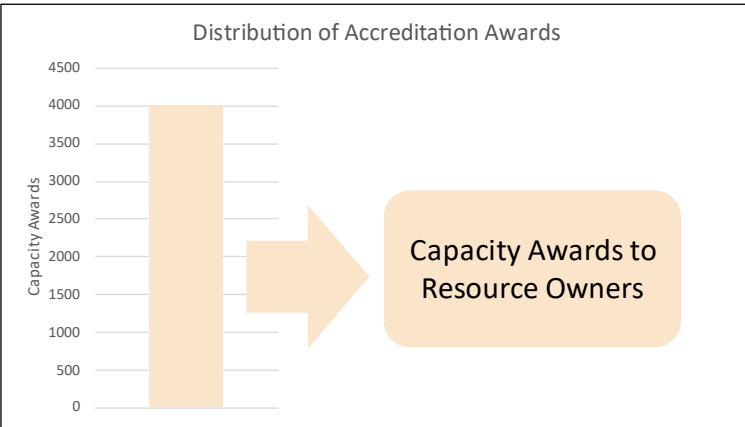 Distribution of Accreditation Awards
4500
4000
3500
3000
2500
2000
1500
1000
500
0
Capacity Awards
Capacity Awards to
Resource Owners